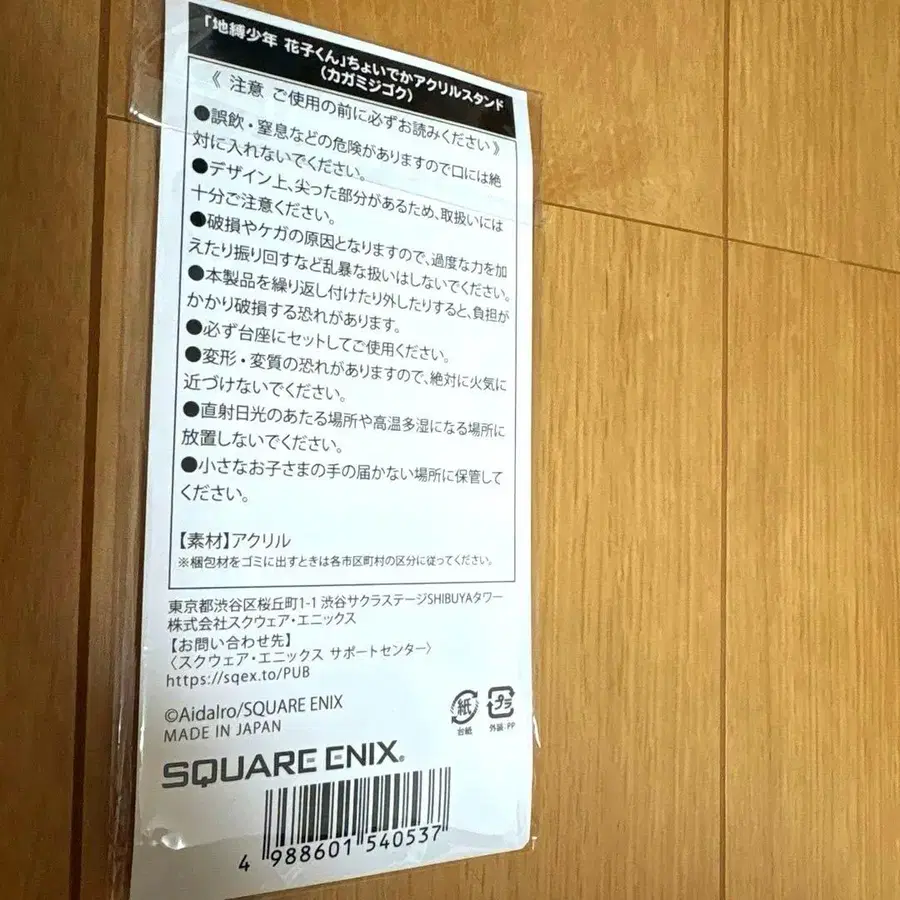 「地縛少年 花子くん」ちょいでかアクリルスタンド
(カガミジゴク)
《 注意 ご使用の前に必ずお読みください 》
●誤飲・窒息などの危険がありますので口には絶
対に入れないでください。
●デザイン上、尖った部分があるため、取扱いには
十分ご注意ください。
●破損やケガの原因となりますので、過度な力を加
えたり振り回すなど乱暴な扱いはしないでください。
●本製品を繰り返し付けたり外したりすると、負担が
かかり破損する恐れがあります。
●必ず台座にセットしてご使用ください。
●変形・変質の恐れがありますので、絶対に火気に
近づけないでください。
●直射日光のあたる場所や高温多湿になる場所に
放置しないでください。
●小さなお子さまの手の届かない場所に保管して
ください。
【素材】アクリル
※梱包材をゴミに出すときは各市区町村の区分に従ってください。
東京都渋谷区桜丘町1-1 渋谷サクラステージSHIBUYAタワー
株式会社スクウェア・エニックス
【お問い合わせ先】
〈スクウェア・エニックス サポートセンター〉
https://sqex.to/PUB
©AidaIro/SQUARE ENIX
MADE IN JAPAN
紙 プラ
台紙 外装:PP
SQUARE ENIX®
4 988601 540537